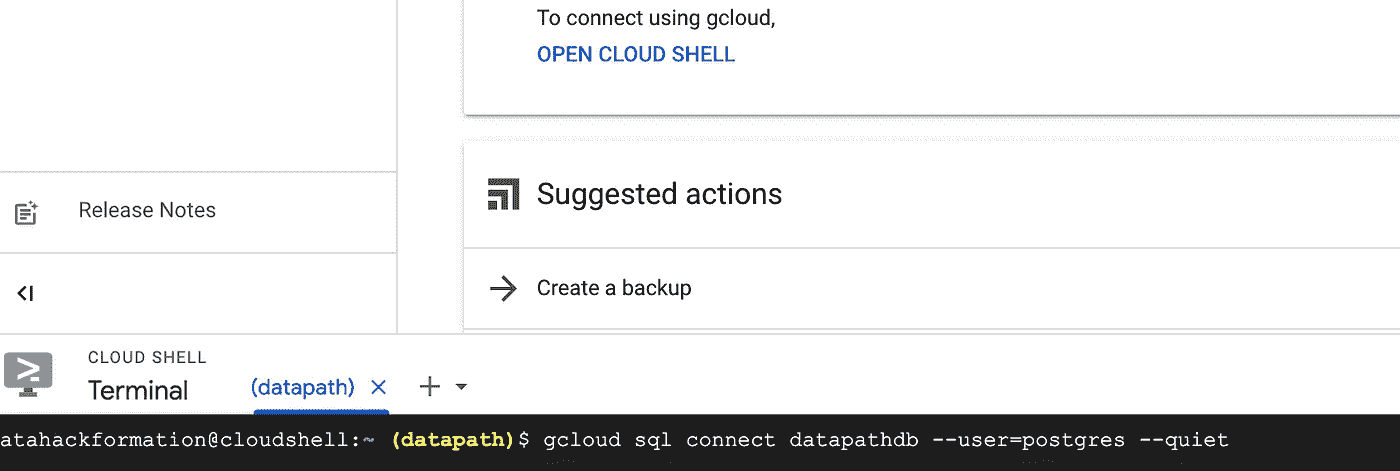 To connect using gcloud,
OPEN CLOUD SHELL
Suggested actions
Release Notes
Create a backup
CLOUD SHELL
Terminal (datapath)
atahackformation@cloudshell:~ (datapath)$ gcloud sql connect datapathdb --user=postgres --quiet